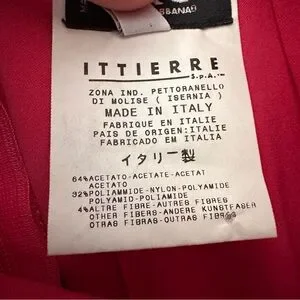 &BANA
ITTIERRE
S.p.A.
ZONA IND. PETTORANELLO
DI MOLISE ( ISERNIA )
MADE IN ITALY
FABRIQUE EN ITALIE
PAIS DE ORIGEN:ITALIE
FABRICADO EM ITALIA
イタリー製
64%ACETATO-ACETATE-ACETAT
ACETATO
32%POLIAMMIDE-NYLON-POLYAMIDE
POLYAMID-POLIAMIDE
4%ALTRE FIBRE-AUTRES FIBRES
OTHER FIBERS-ANDERE KUNSTFASER
OTRAS FIBRAS-OUTRAS FIBRAS